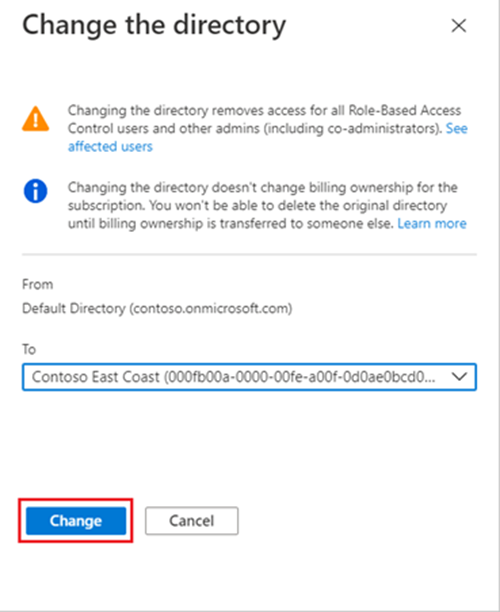 Change the directory
Changing the directory removes access for all Role-Based Access
Control users and other admins (including co-administrators). See
affected users
Changing the directory doesn't change billing ownership for the
subscription. You won't be able to delete the original directory
until billing ownership is transferred to someone else. Learn more
From
Default Directory (contoso.onmicrosoft.com)
To
Contoso East Coast (000fb00a-0000-00fe-a00f-0d0ae0bcd0...
Change
Cancel